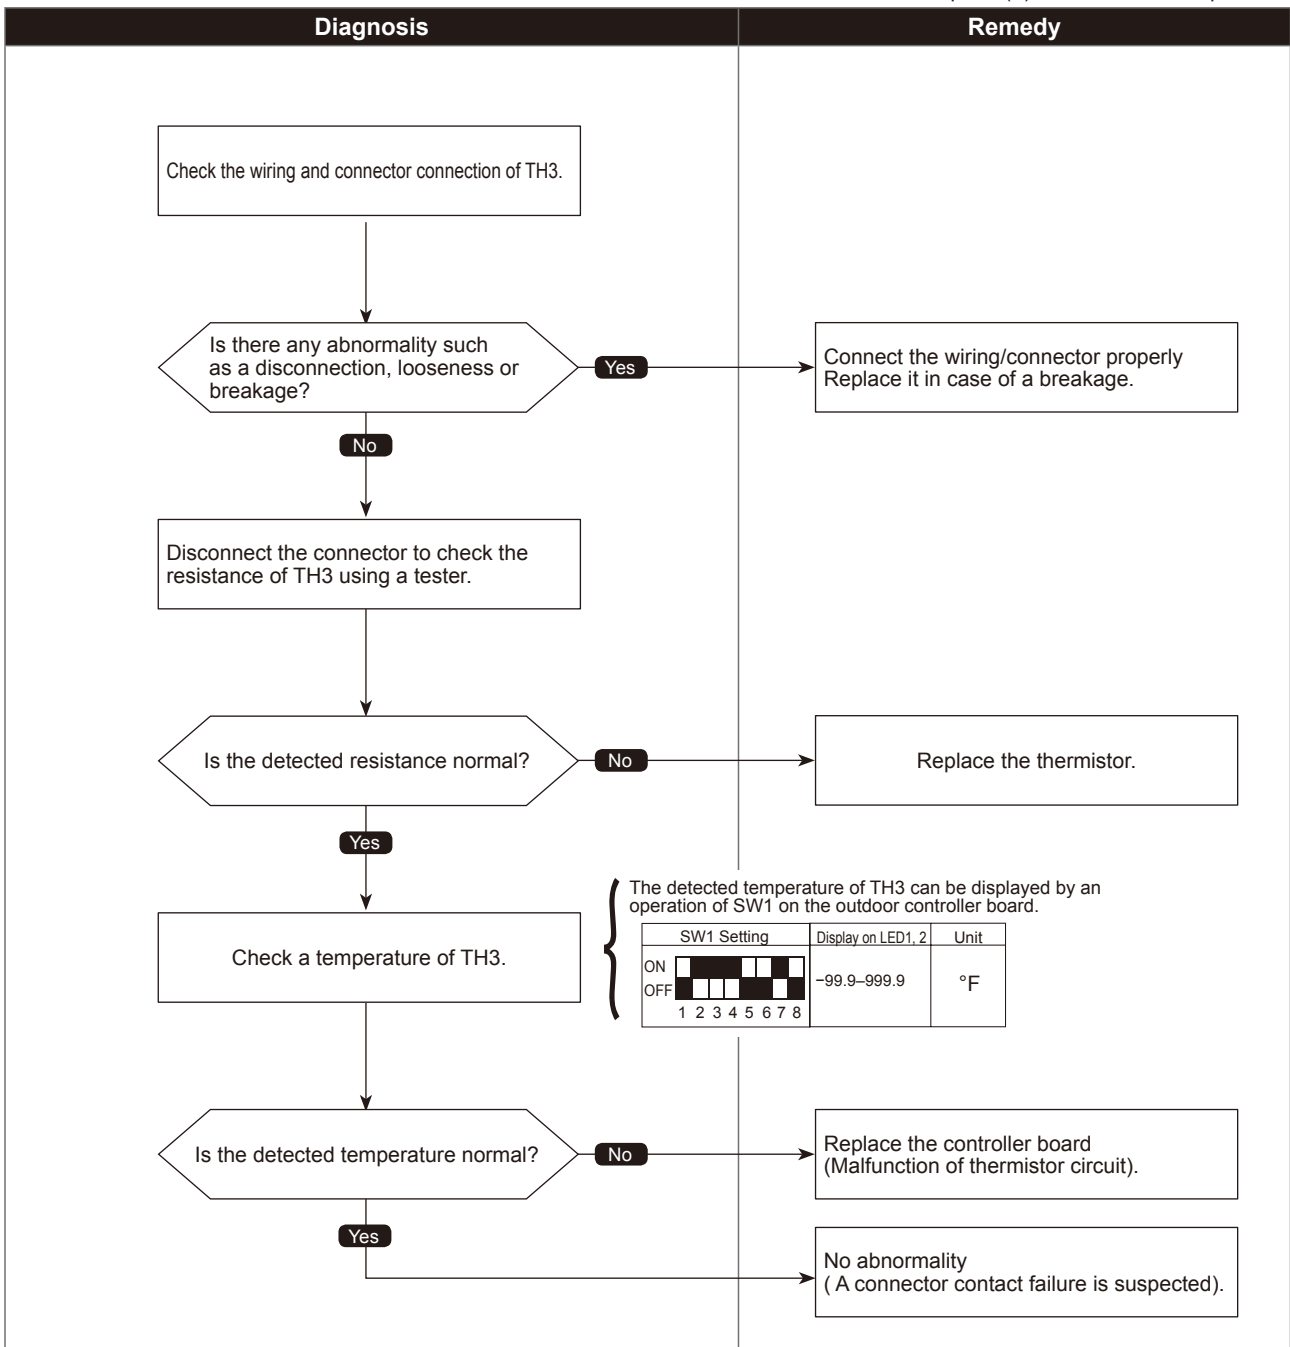 Diagnosis
Remedy
Check the wiring and connector connection of TH3.
Is there any abnormality such
as a disconnection, looseness or
breakage?
Yes
Connect the wiring/connector properly
Replace it in case of a breakage.
No
Disconnect the connector to check the
resistance of TH3 using a tester.
Is the detected resistance normal?
No
Replace the thermistor.
Yes
The detected temperature of TH3 can be displayed by an
operation of SW1 on the outdoor controller board.
Check a temperature of TH3.
SW1 Setting
Display on LED1, 2
Unit
ON
OFF
1 2 3 4 5 6 7 8
−99.9–999.9
°F
Is the detected temperature normal?
No
Replace the controller board
(Malfunction of thermistor circuit).
Yes
No abnormality
( A connector contact failure is suspected).